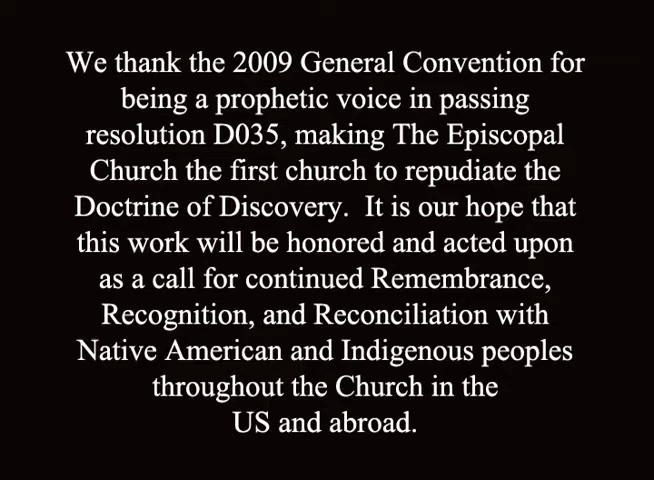 We thank the 2009 General Convention for
being a prophetic voice in passing
resolution D035, making The Episcopal
Church the first church to repudiate the
Doctrine of Discovery.  It is our hope that
this work will be honored and acted upon
as a call for continued Remembrance,
Recognition, and Reconciliation with
Native American and Indigenous peoples
throughout the Church in the
US and abroad.